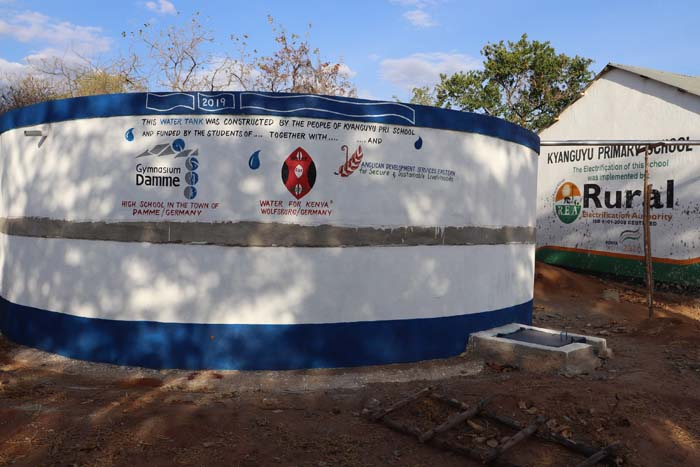 2019
THIS WATER TANK WAS CONSTRUCTED BY THE PEOPLE OF KYANGUYU PRI SCHOOL
AND FUNDED BY THE STUDENTS OF .... TOGETHER WITH ..... ....AND
Gymnasium
Damme
HIGH SCHOOL IN THE TOWN OF
DAMME/GERMANY
WATER FOR KENYA
WOLFSBURG/GERMANY
ANGLICAN DEVELOPMENT SERVICES EASTERN
for Secure & Sustainable Livelihoods
KYANGUYU PRIMARY SCHOOL
The Electrification of this School
was implemented by
REA
Rural
Electrification Authority
ISO 9001-2008 CERTIFIED